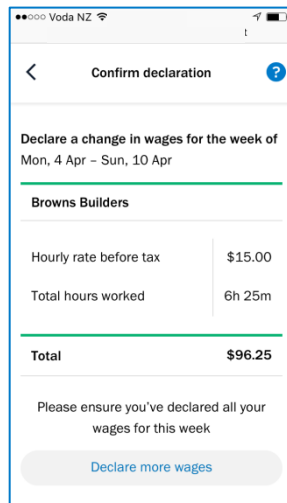 ●●○○○ Voda NZ
t
Confirm declaration ?
Declare a change in wages for the week of
Mon, 4 Apr – Sun, 10 Apr
Browns Builders
Hourly rate before tax $15.00
Total hours worked 6h 25m
Total $96.25
Please ensure you've declared all your
wages for this week
Declare more wages